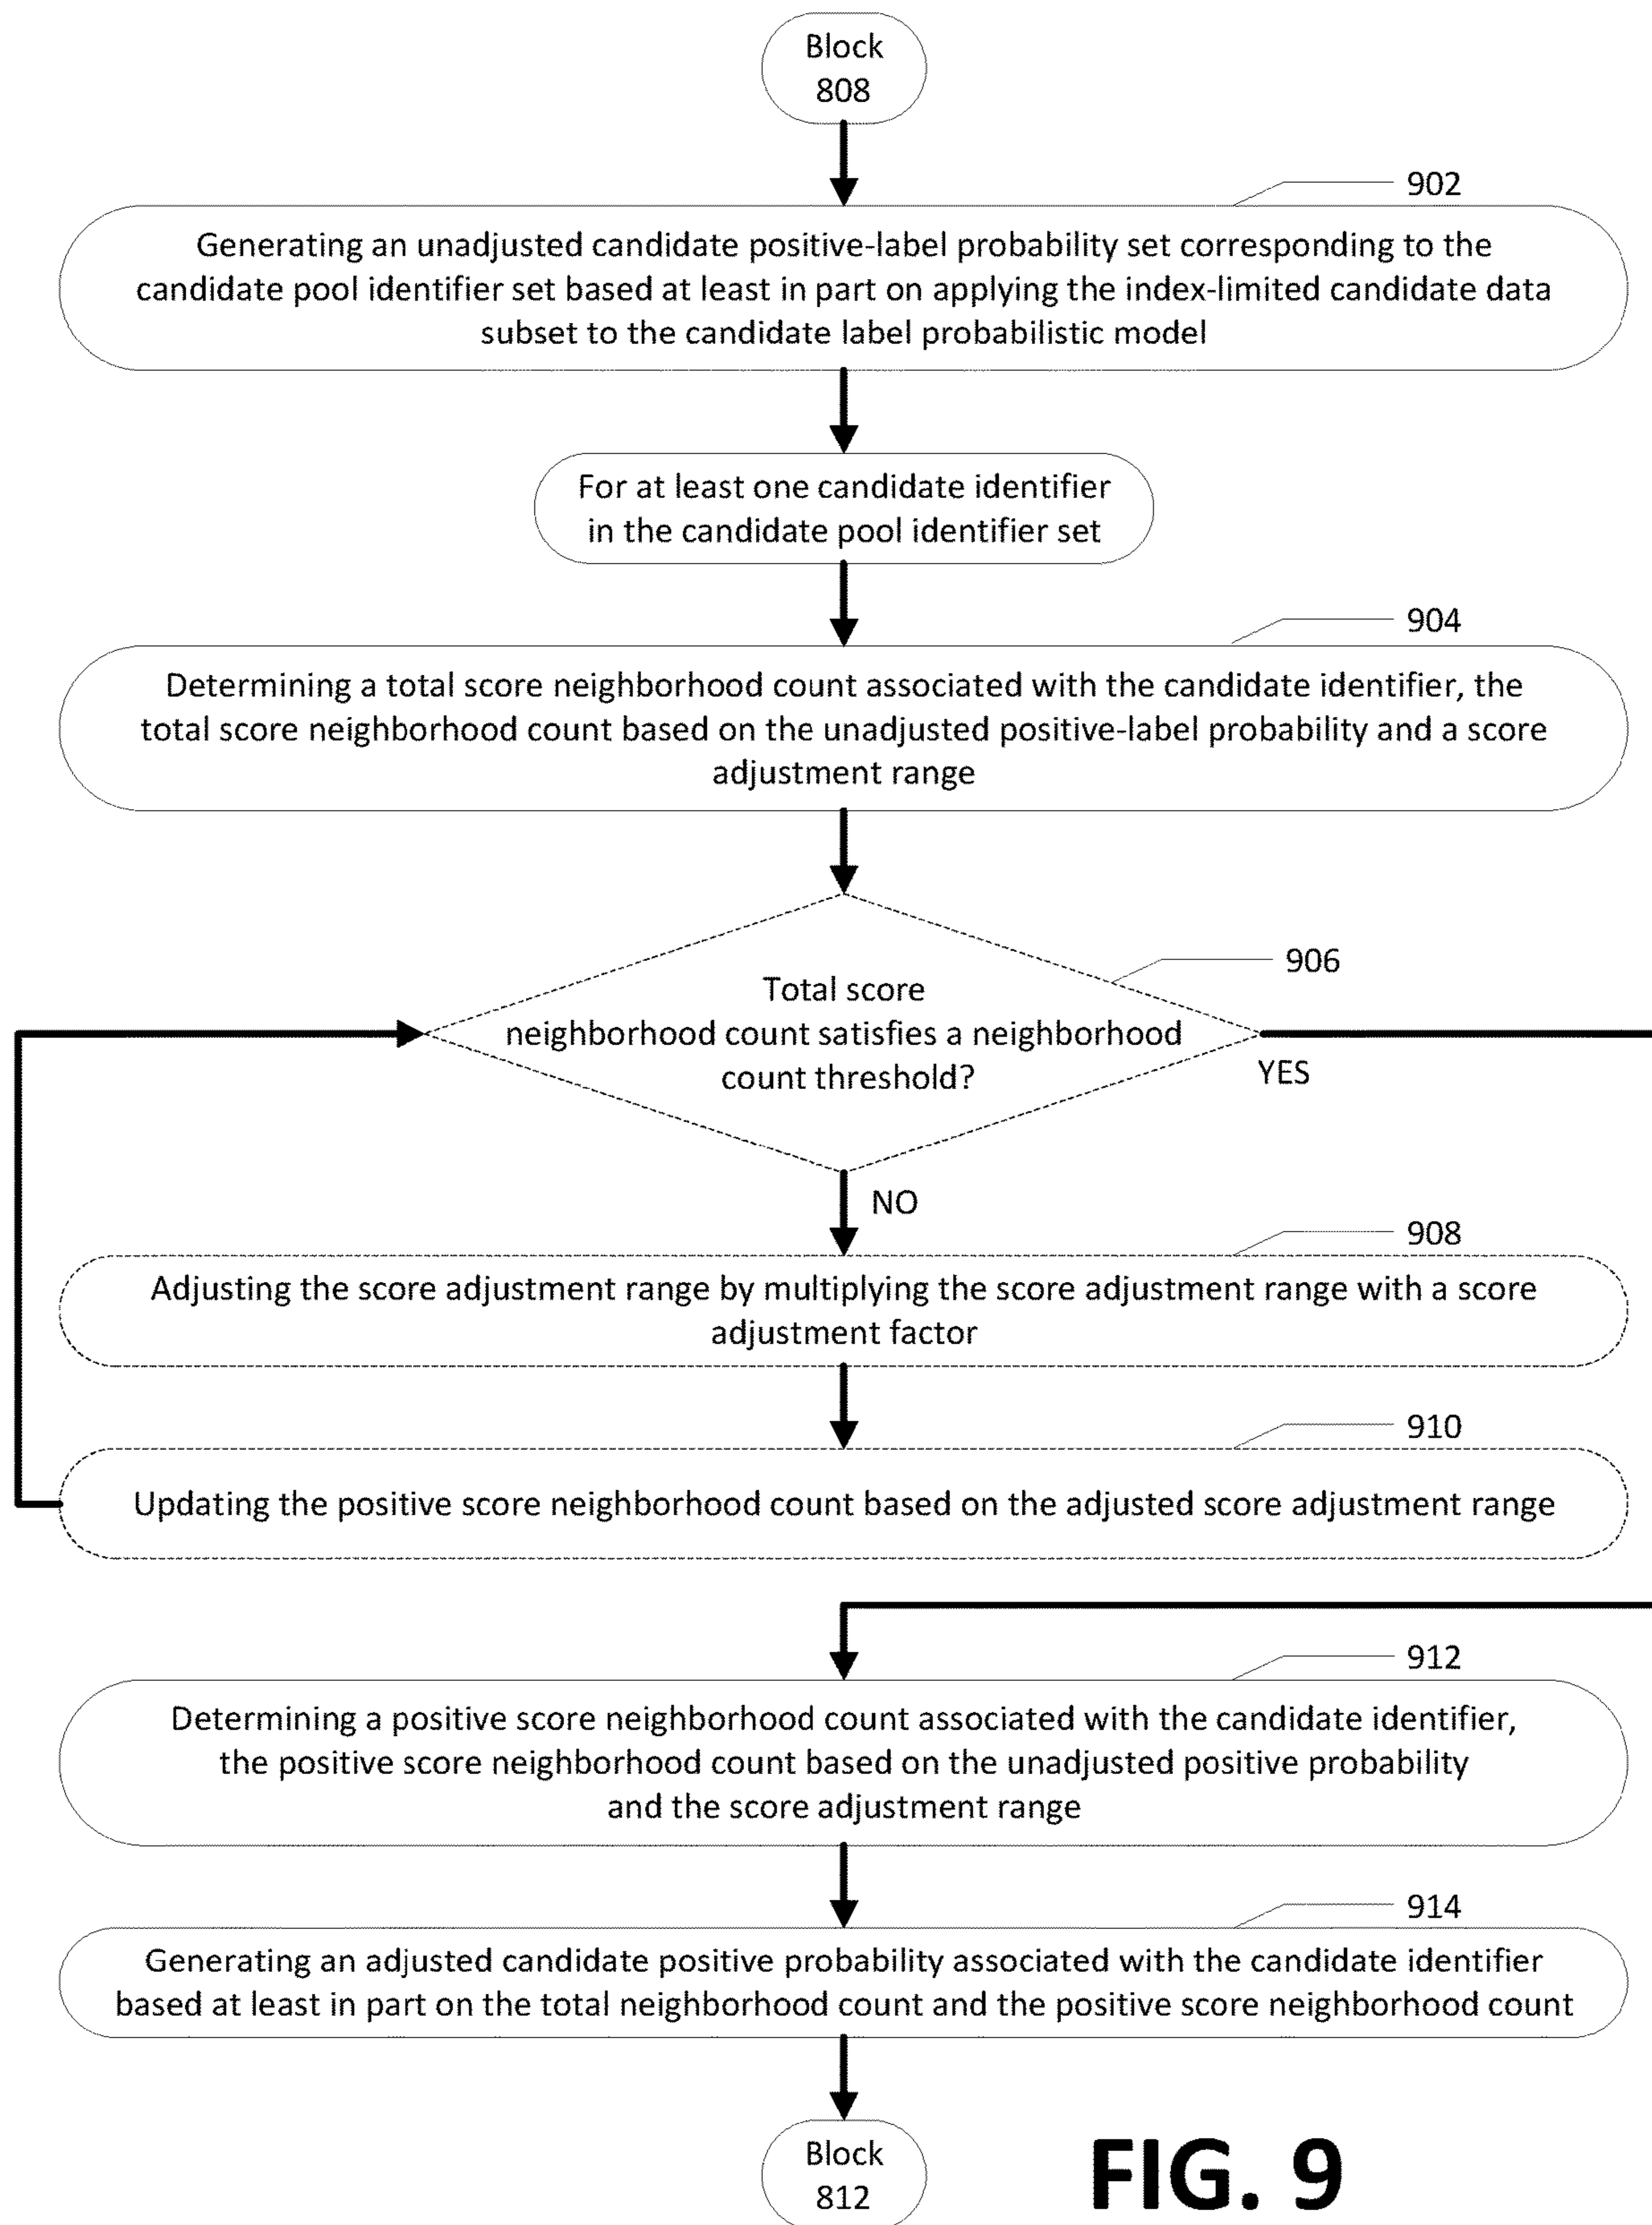 Block
808
902
Generating an unadjusted candidate positive-label probability set corresponding to the
candidate pool identifier set based at least in part on applying the index-limited candidate data
subset to the candidate label probabilistic model
For at least one candidate identifier
in the candidate pool identifier set
904
Determining a total score neighborhood count associated with the candidate identifier, the
total score neighborhood count based on the unadjusted positive-label probability and a score
adjustment range
906
Total score
neighborhood count satisfies a neighborhood
count threshold?
YES
NO
908
Adjusting the score adjustment range by multiplying the score adjustment range with a score
adjustment factor
910
Updating the positive score neighborhood count based on the adjusted score adjustment range
912
Determining a positive score neighborhood count associated with the candidate identifier,
the positive score neighborhood count based on the unadjusted positive probability
and the score adjustment range
914
Generating an adjusted candidate positive probability associated with the candidate identifier
based at least in part on the total neighborhood count and the positive score neighborhood count
Block
812
FIG. 9